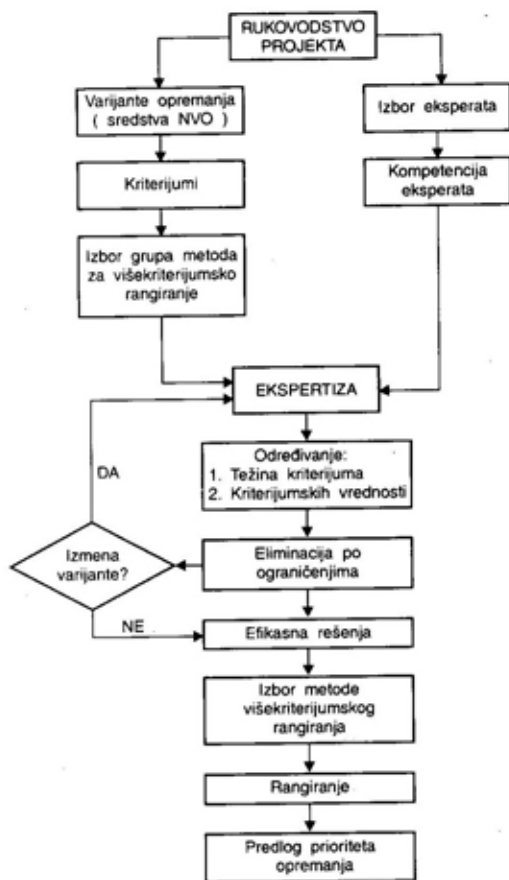 RUKOVODSTVO
PROJEKTA
Varijante opremanja
( sredstva NVO )
Izbor eksperata
Kriterijumi
Kompetencija
eksperata
Izbor grupa metoda
za višekriterijumsko
rangiranje
EKSPERTIZA
DA
Određivanje:
1. Težina kriterijuma
2. Kriterijumskih vrednosti
Izmena
varijante?
Eliminacija po
ograničenjima
NE
Efikasna rešenja
Izbor metode
višekriterijumskog
rangiranja
Rangiranje
Predlog prioriteta
opremanja